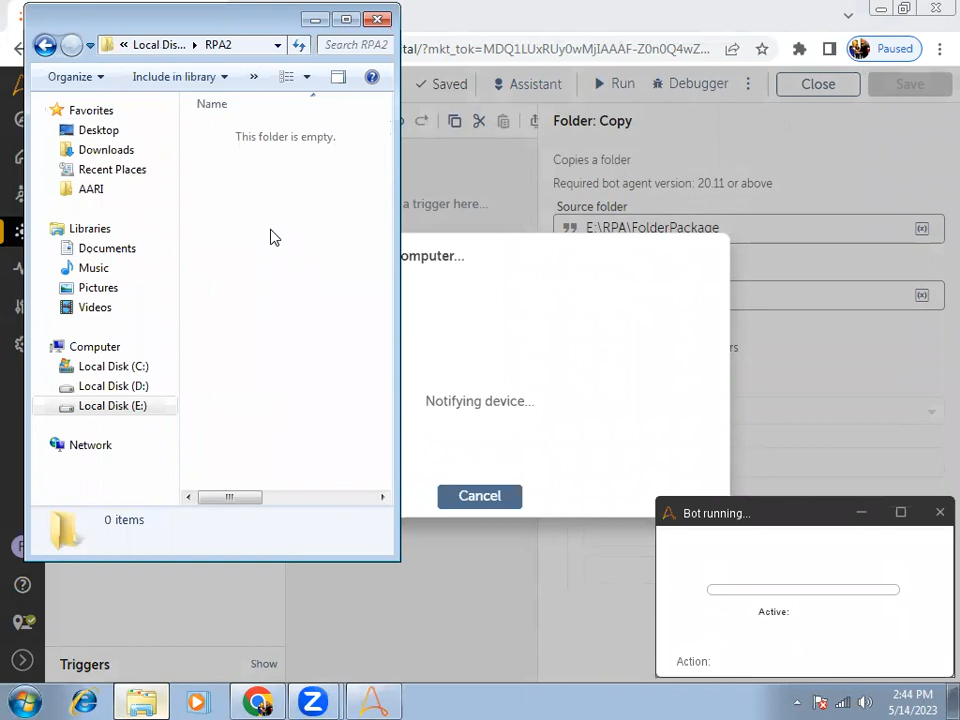 Local Dis...
RPA2
Search RPA2
tal/?mkt_tok=MDQ1LUxRUy0wMjIAAAF-Z0n0Q4wZ...
Paused
Organize
Include in library
»
Saved
Assistant
Run
Debugger
Close
Save
Favorites
Desktop
Downloads
Recent Places
AARI
Libraries
Documents
Music
Pictures
Videos
Computer
Local Disk (C:)
Local Disk (D:)
Local Disk (E:)
Network
Name
This folder is empty.
0 items
Folder: Copy
Copies a folder
Required bot agent version: 20.11 or above
a trigger here...
Source folder
E:\RPA\FolderPackage
omputer...
rs
Notifying device...
Cancel
Bot running...
Active:
Action:
Triggers
Show
2:44 PM
5/14/2023